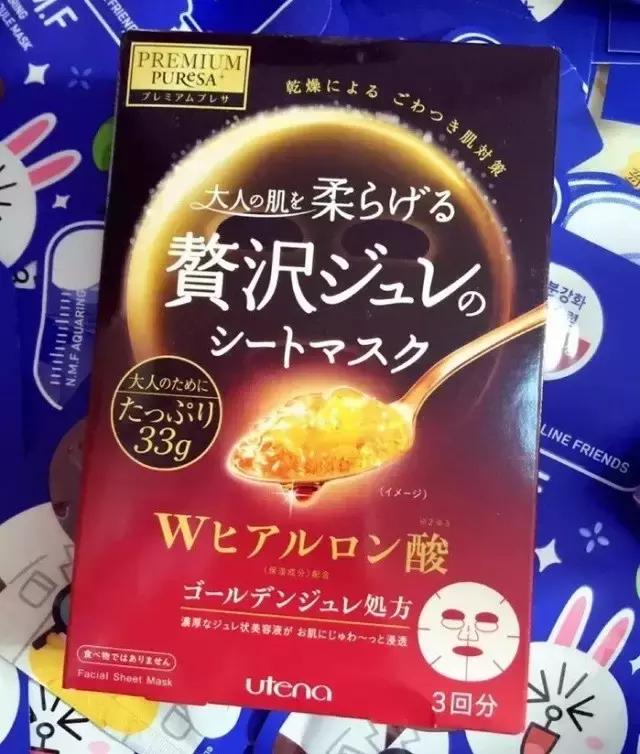 PREMIUM
PURESA
プレミアムプレサ
乾燥による ごわつき肌対策
大人の肌を柔らげる
贅沢ジュレの
シートマスク
大人のために
たっぷり
33g
(イメージ)
※2※3
Wヒアルロン酸
(保湿成分)配合
ゴールデンジュレ処方
濃厚なジュレ状美容液が お肌にじゅわ〜っと浸透
食べ物ではありません
Facial Sheet Mask
utena
3回分
N.M.F AQUARING
LINE FRIENDS
분강화